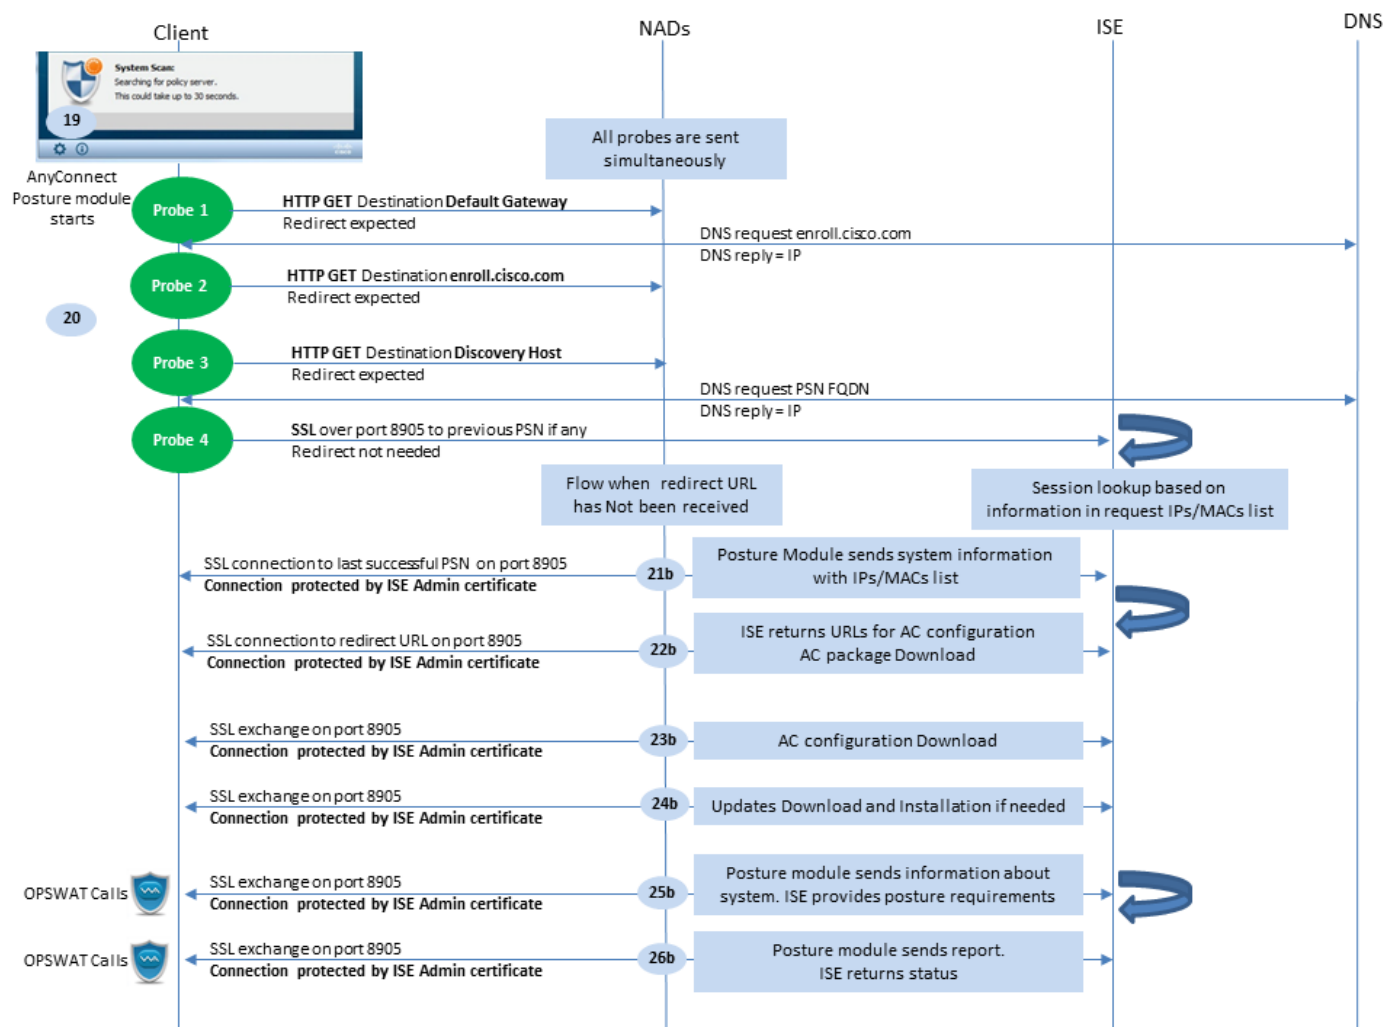 Client
NADs
ISE
DNS
System Scan:
Searching for policy server.
This could take up to 30 seconds.
19
All probes are sent
simultaneously
AnyConnect
Posture module
starts
Probe 1
HTTP GET Destination Default Gateway
Redirect expected
DNS request enroll.cisco.com
DNS reply = IP
Probe 2
HTTP GET Destination enroll.cisco.com
Redirect expected
20
Probe 3
HTTP GET Destination Discovery Host
Redirect expected
DNS request PSN FQDN
DNS reply = IP
Probe 4
SSL over port 8905 to previous PSN if any
Redirect not needed
Flow when redirect URL
has Not been received
Session lookup based on
information in request IPs/MACs list
SSL connection to last successful PSN on port 8905
Connection protected by ISE Admin certificate
21b
Posture Module sends system information
with IPs/MACs list
SSL connection to redirect URL on port 8905
Connection protected by ISE Admin certificate
22b
ISE returns URLs for AC configuration
AC package Download
SSL exchange on port 8905
Connection protected by ISE Admin certificate
23b
AC configuration Download
SSL exchange on port 8905
Connection protected by ISE Admin certificate
24b
Updates Download and Installation if needed
OPSWAT Calls
SSL exchange on port 8905
Connection protected by ISE Admin certificate
25b
Posture module sends information about
system. ISE provides posture requirements
OPSWAT Calls
SSL exchange on port 8905
Connection protected by ISE Admin certificate
26b
Posture module sends report.
ISE returns status